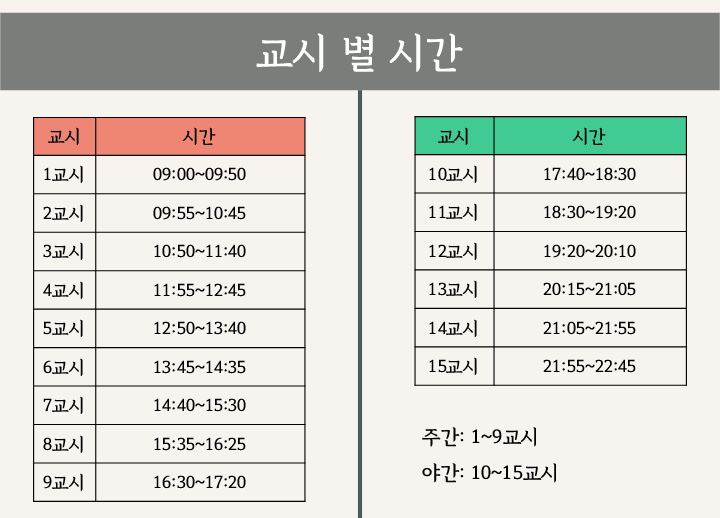 교시 별 시간
교시 시간
1교시 09:00~09:50
2교시 09:55~10:45
3교시 10:50~11:40
4교시 11:55~12:45
5교시 12:50~13:40
6교시 13:45~14:35
7교시 14:40~15:30
8교시 15:35~16:25
9교시 16:30~17:20
교시 시간
10교시 17:40~18:30
11교시 18:30~19:20
12교시 19:20~20:10
13교시 20:15~21:05
14교시 21:05~21:55
15교시 21:55~22:45
주간: 1~9교시
야간: 10~15교시